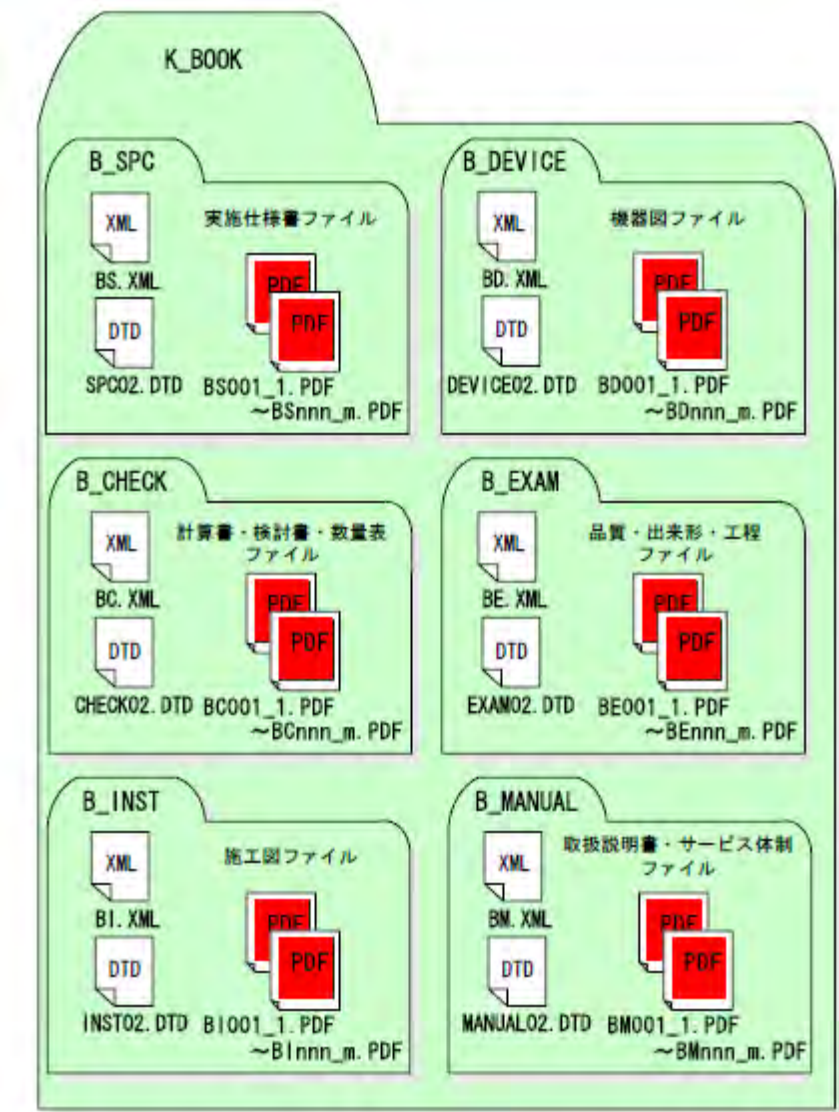 K_BOOK
B_SPC
XML
BS.XML
DTD
SPC02.DTD
実施仕様書ファイル
PDF
PDF
BS001_1.PDF
～BSnnn_m.PDF
B_DEVICE
XML
BD.XML
DTD
DEVICE02.DTD
機器図ファイル
PDF
PDF
BD001_1.PDF
～BDnnn_m.PDF
B_CHECK
XML
BC.XML
DTD
CHECK02.DTD
計算書・検討書・数量表
ファイル
PDF
PDF
BC001_1.PDF
～BCnnn_m.PDF
B_EXAM
XML
BE.XML
DTD
EXAM02.DTD
品質・出来形・工程
ファイル
PDF
PDF
BE001_1.PDF
～BEnnn_m.PDF
B_INST
XML
BI.XML
DTD
INST02.DTD
施工図ファイル
PDF
PDF
BI001_1.PDF
～BInnn_m.PDF
B_MANUAL
XML
BM.XML
DTD
MANUAL02.DTD
取扱説明書・サービス体制
ファイル
PDF
PDF
BM001_1.PDF
～BMnnn_m.PDF